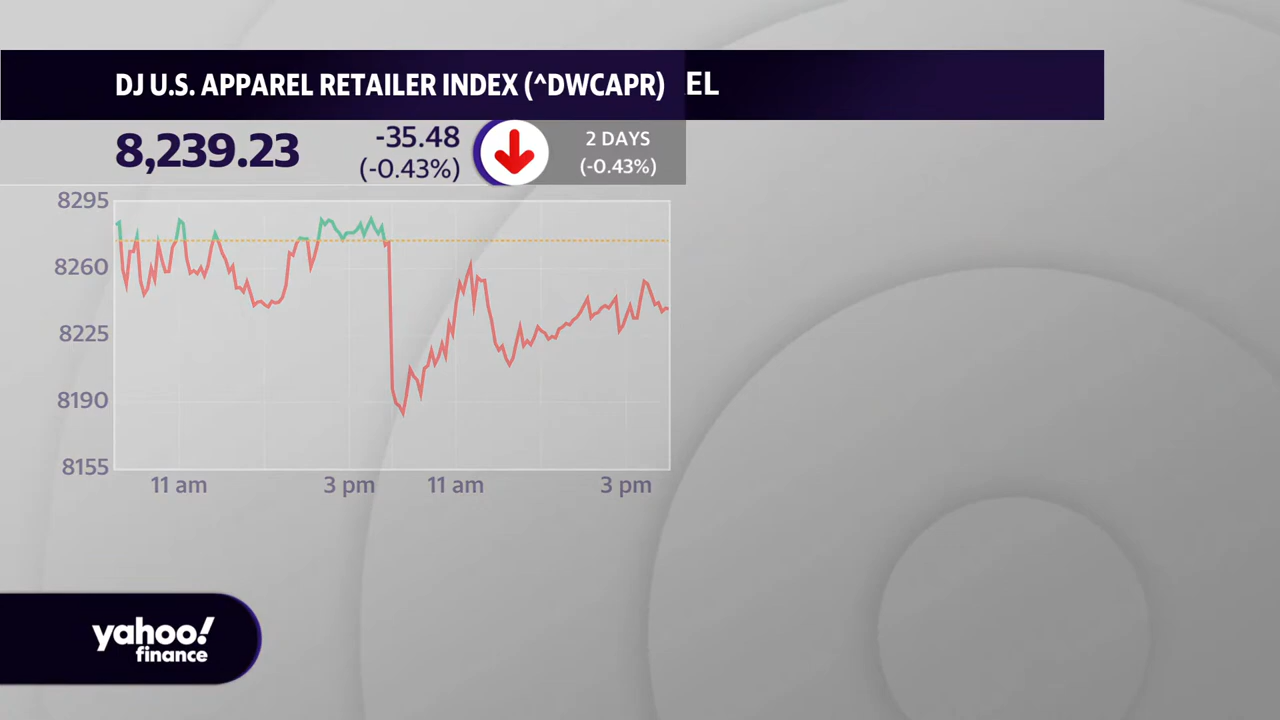 DJ U.S. APPAREL RETAILER INDEX (^DWCAPR) EL
8,239.23
-35.48
(-0.43%)
2 DAYS
(-0.43%)
8295
8260
8225
8190
8155
11 am 3 pm 11 am 3 pm
yahoo!
finance